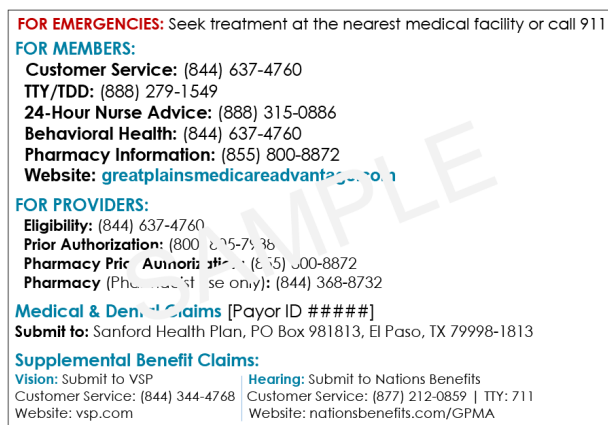 FOR EMERGENCIES: Seek treatment at the nearest medical facility or call 911
FOR MEMBERS:
Customer Service: (844) 637-4760
TTY/TDD: (888) 279-1549
24-Hour Nurse Advice: (888) 315-0886
Behavioral Health: (844) 637-4760
Pharmacy Information: (855) 800-8872
Website: greatplainsmedicareadvantage.com
FOR PROVIDERS:
Eligibility: (844) 637-4760
Prior Authorization: (800)
Pharmacy Prior Authorization: (855) 800-8872
Pharmacy (Pharmacist use only): (844) 368-8732
Medical & Dental Claims [Payor ID #####]
Submit to: Sanford Health Plan, PO Box 981813, El Paso, TX 79998-1813
Supplemental Benefit Claims:
Vision: Submit to VSP
Customer Service: (844) 344-4768
Website: vsp.com
Hearing: Submit to Nations Benefits
Customer Service: (877) 212-0859 | TTY: 711
Website: nationsbenefits.com/GPMA
SAMPLE